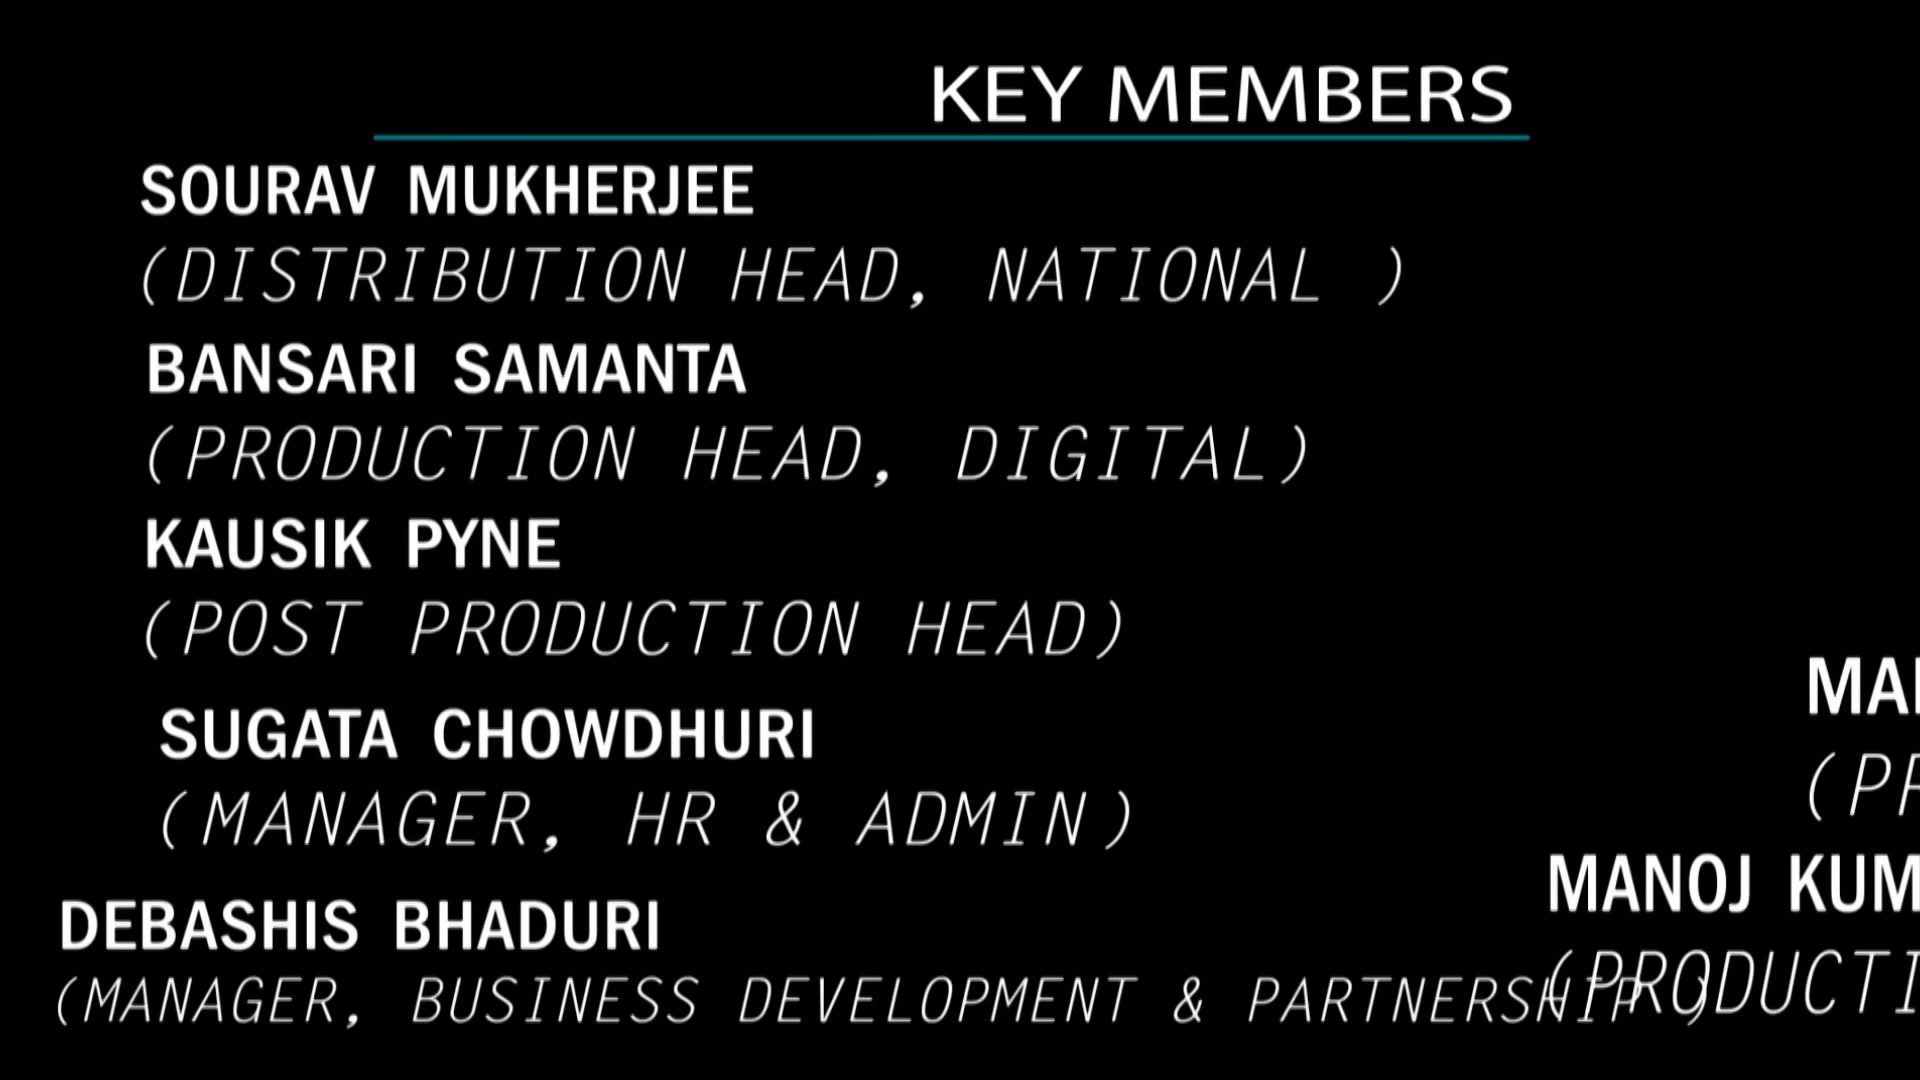 KEY MEMBERS
SOURAV MUKHERJEE
(DISTRIBUTION HEAD, NATIONAL )
BANSARI SAMANTA
(PRODUCTION HEAD, DIGITAL)
KAUSIK PYNE
(POST PRODUCTION HEAD)
SUGATA CHOWDHURI
(MANAGER, HR & ADMIN)
DEBASHIS BHADURI
(MANAGER, BUSINESS DEVELOPMENT & PARTNERSHIP)
MANOJ